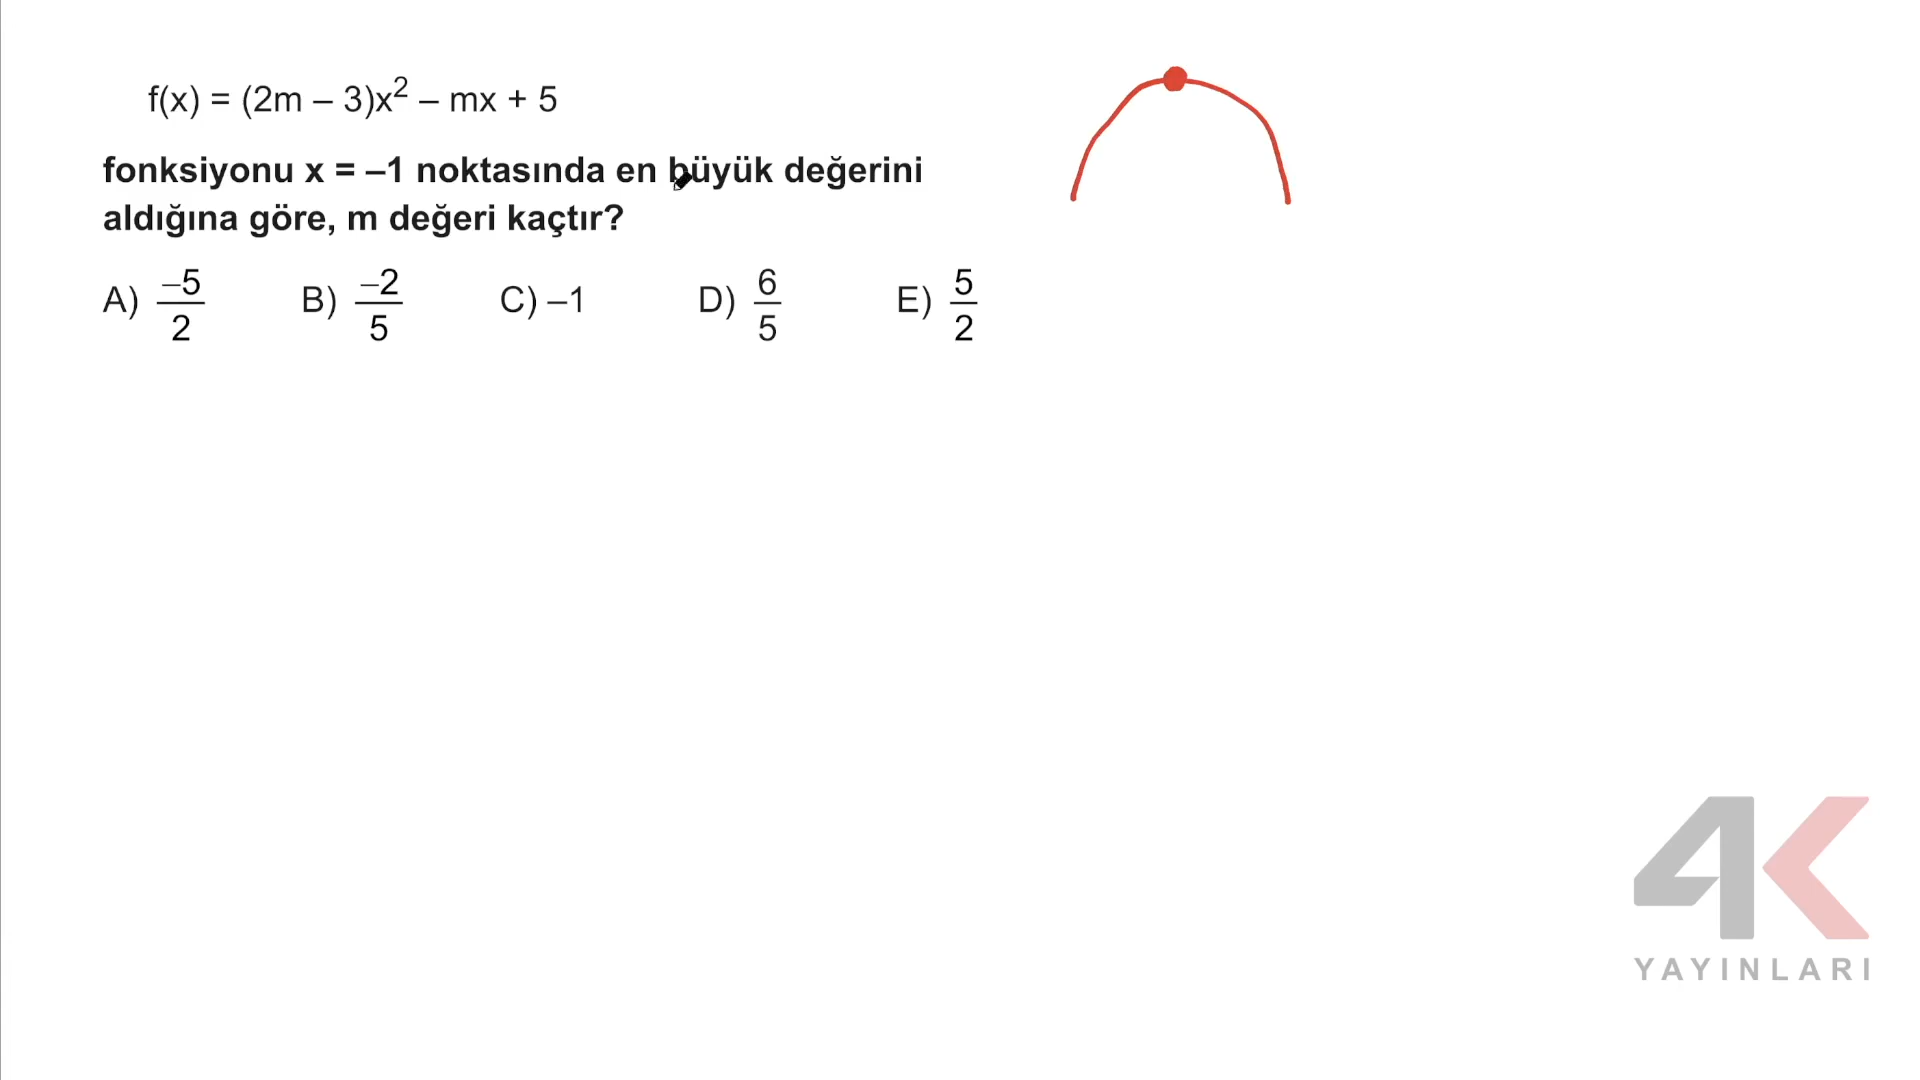 f(x) = (2m – 3)x² – mx + 5
fonksiyonu x = –1 noktasında en büyük değerini
aldığına göre, m değeri kaçtır?
A) –5/2 B) –2/5 C) –1 D) 6/5 E) 5/2
4K
YAYINLARI